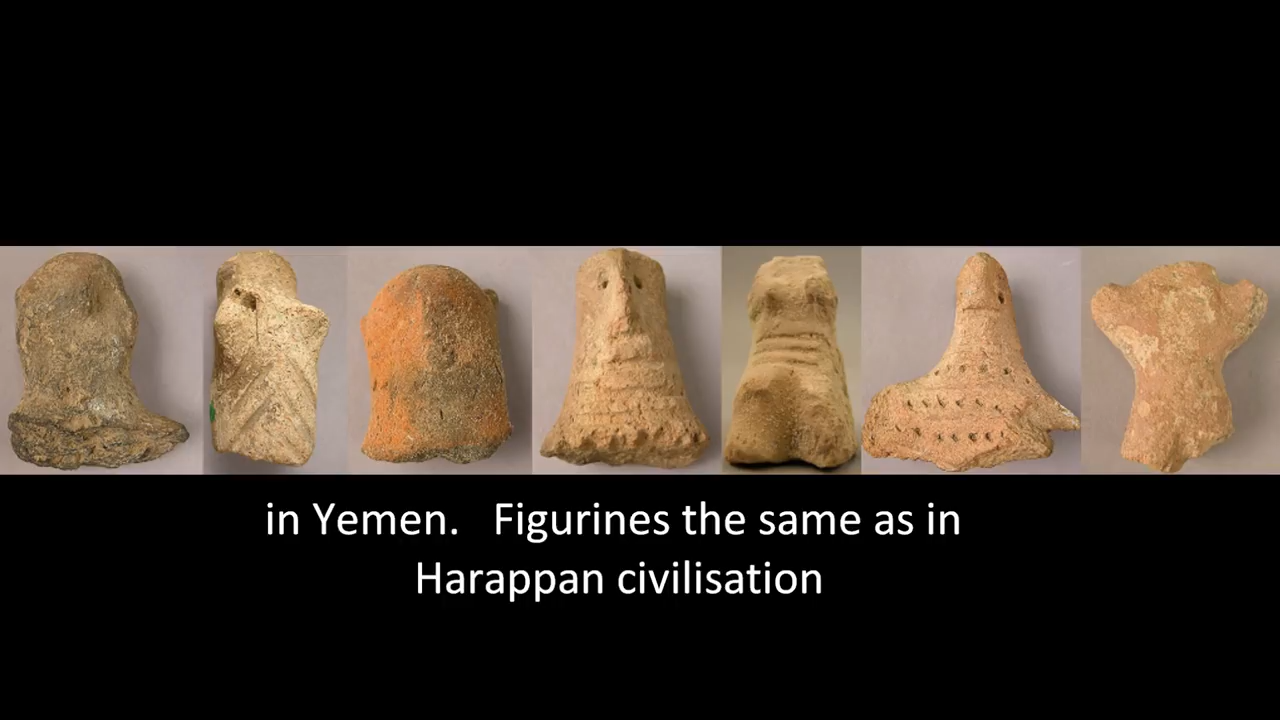 in Yemen.   Figurines the same as in
Harappan civilisation